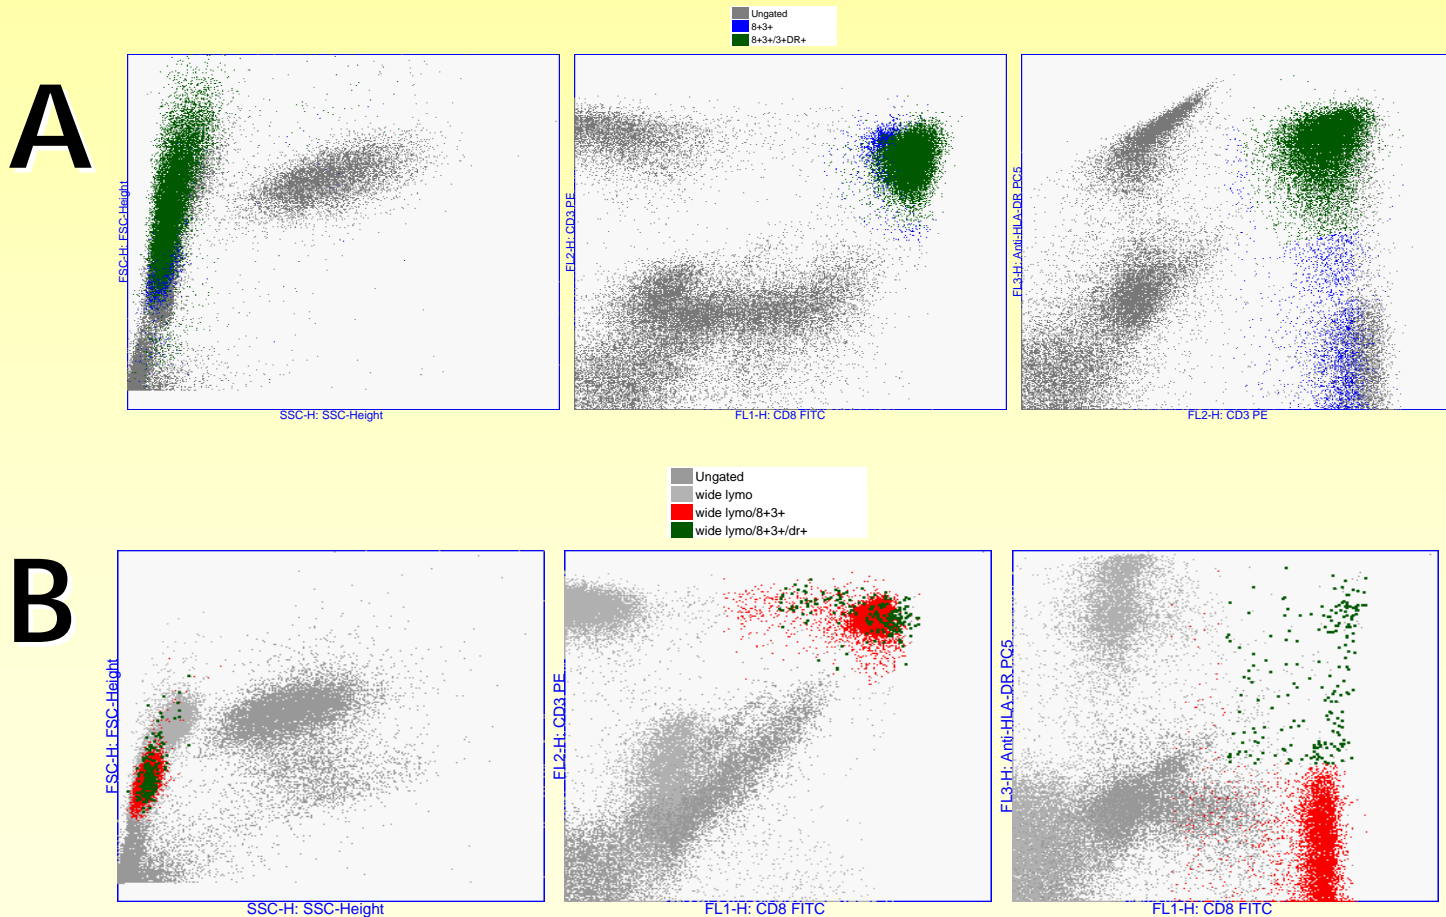 Ungated
8+3+
8+3+/3+DR+
A
FSC-H: FSC-Height
SSC-H: SSC-Height
FL2-H: CD3 PE
FL1-H: CD8 FITC
FL3-H: Anti-HLA-DR PC5
FL2-H: CD3 PE
Ungated
wide lymo
wide lymo/8+3+
wide lymo/8+3+/dr+
B
FSC-H: FSC-Height
SSC-H: SSC-Height
FL2-H: CD3 PE
FL1-H: CD8 FITC
FL3-H: Anti-HLA-DR PC5
FL1-H: CD8 FITC